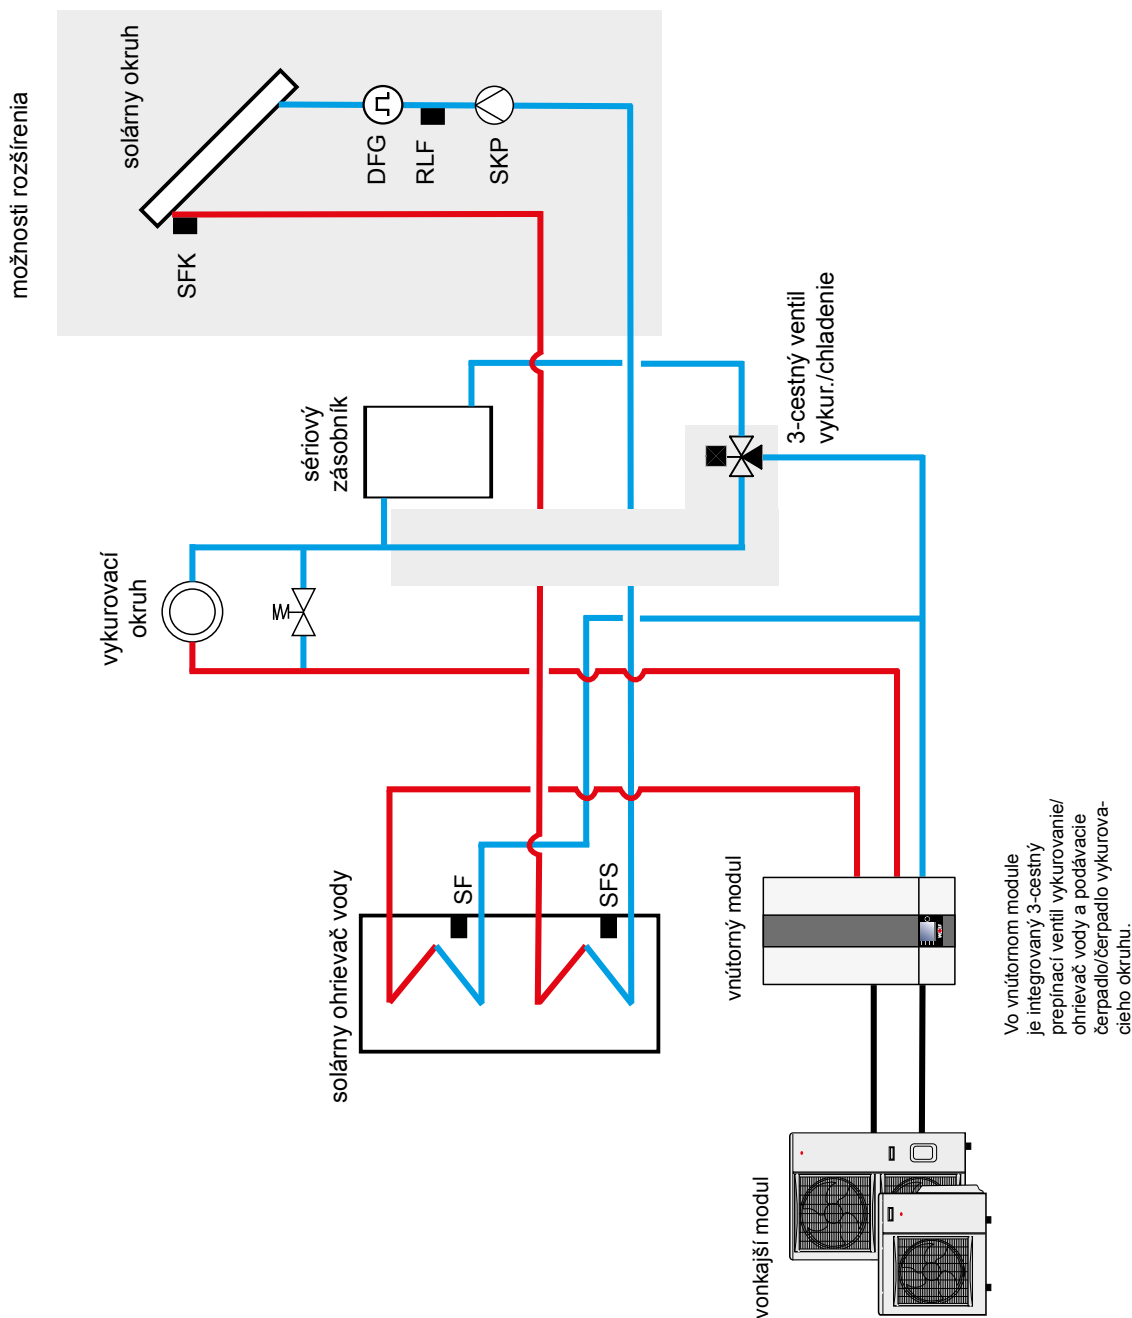 možnosti rozšírenia
solárny okruh
DFG
RLF
SKP
SFK
3-cestný ventil
vykur./chladenie
sériový
zásobník
vykurovací
okruh
solárny ohrievač vody
SF
SFS
vnútorný modul
Vo vnútornom module
je integrovaný 3-cestný
prepínací ventil vykurovanie/
ohrievač vody a podávacie
čerpadlo/čerpadlo vykurova-
cieho okruhu.
vonkajší modul